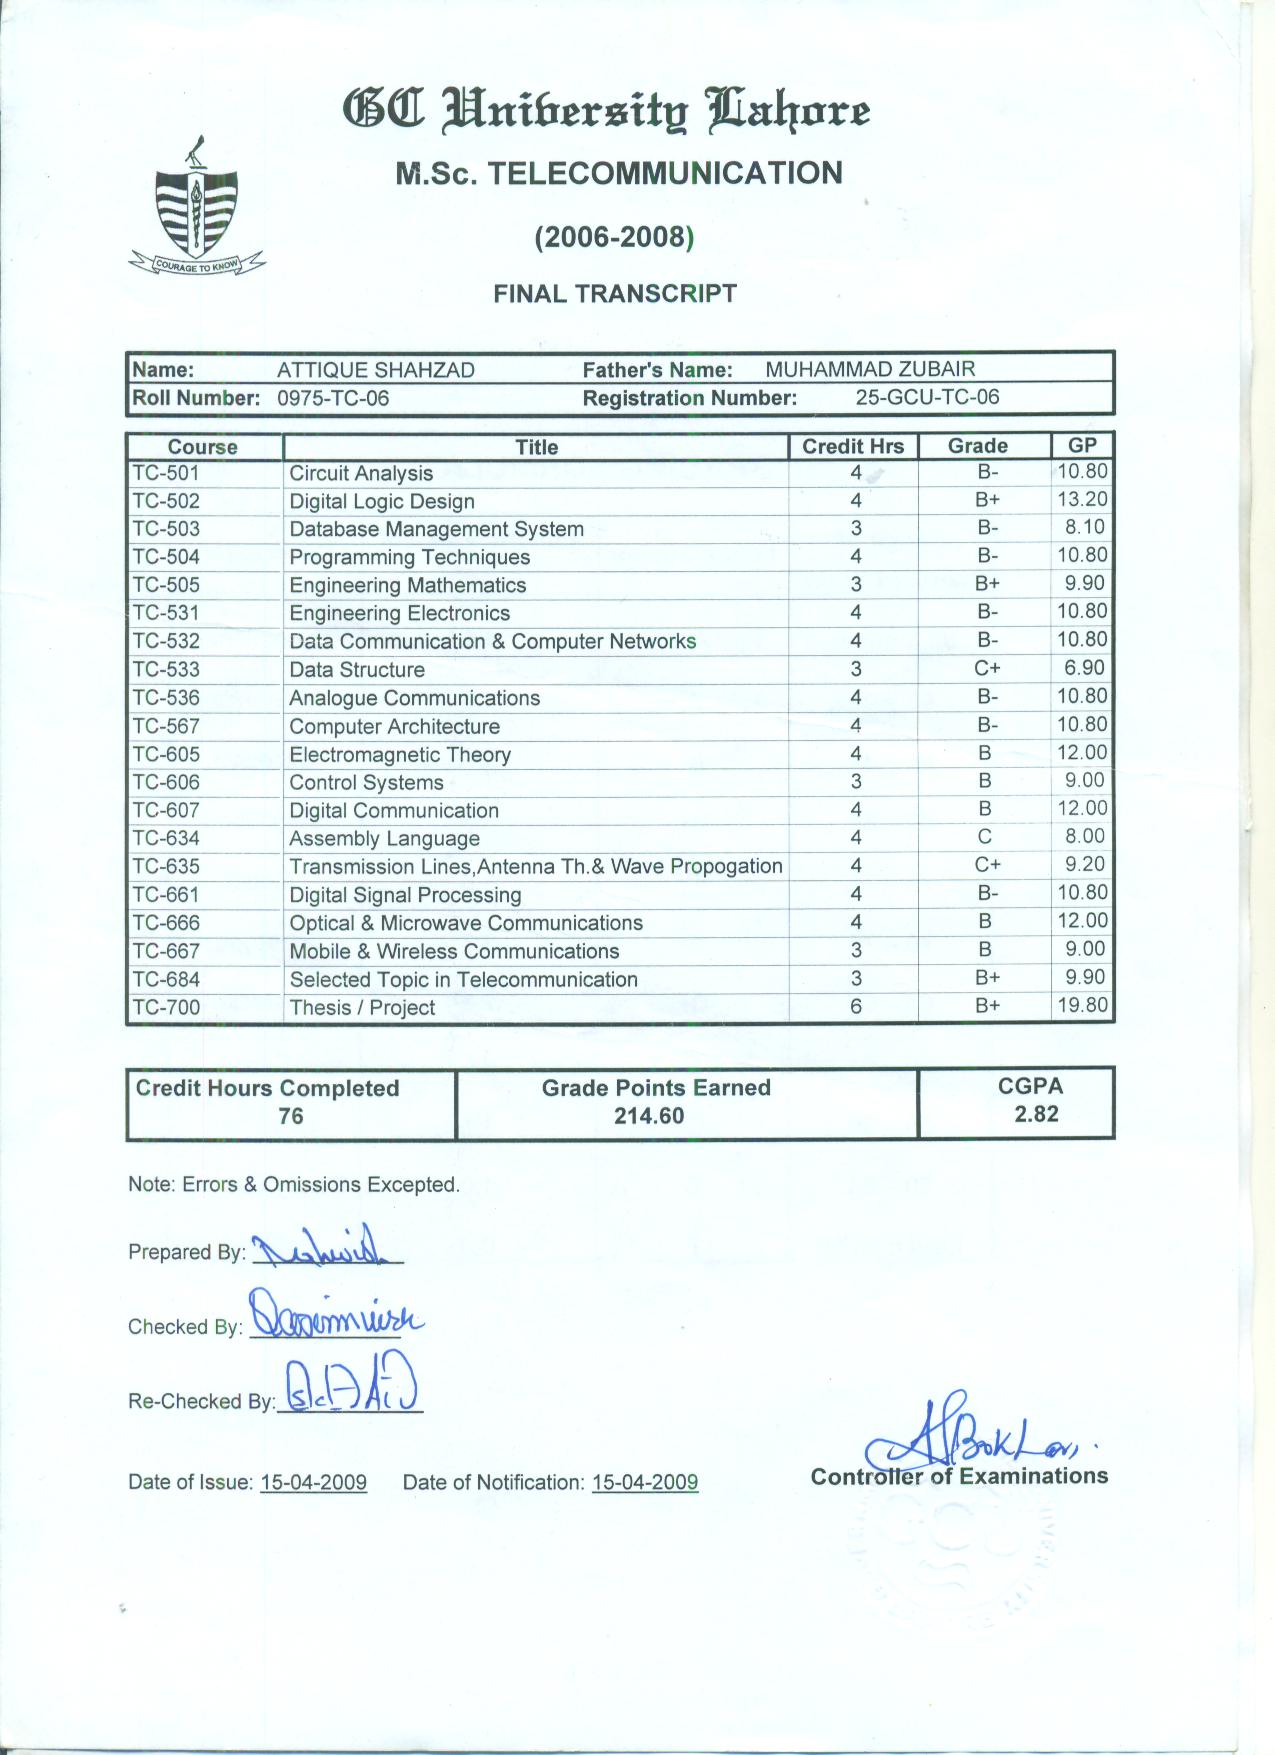 GC University Lahore
M.Sc. TELECOMMUNICATION
(2006-2008)
COURAGE TO KNOW
FINAL TRANSCRIPT
Name: ATTIQUE SHAHZAD Father's Name: MUHAMMAD ZUBAIR
Roll Number: 0975-TC-06 Registration Number: 25-GCU-TC-06
Course Title Credit Hrs Grade GP
TC-501 Circuit Analysis 4 B- 10.80
TC-502 Digital Logic Design 4 B+ 13.20
TC-503 Database Management System 3 B- 8.10
TC-504 Programming Techniques 4 B- 10.80
TC-505 Engineering Mathematics 3 B+ 9.90
TC-531 Engineering Electronics 4 B- 10.80
TC-532 Data Communication & Computer Networks 4 B- 10.80
TC-533 Data Structure 3 C+ 6.90
TC-536 Analogue Communications 4 B- 10.80
TC-567 Computer Architecture 4 B- 10.80
TC-605 Electromagnetic Theory 4 B 12.00
TC-606 Control Systems 3 B 9.00
TC-607 Digital Communication 4 B 12.00
TC-634 Assembly Language 4 C 8.00
TC-635 Transmission Lines,Antenna Th.& Wave Propogation 4 C+ 9.20
TC-661 Digital Signal Processing 4 B- 10.80
TC-666 Optical & Microwave Communications 4 B 12.00
TC-667 Mobile & Wireless Communications 3 B 9.00
TC-684 Selected Topic in Telecommunication 3 B+ 9.90
TC-700 Thesis / Project 6 B+ 19.80
Credit Hours Completed Grade Points Earned CGPA
76 214.60 2.82
Note: Errors & Omissions Excepted.
Prepared By:
Checked By:
Re-Checked By:
Controller of Examinations
Date of Issue: 15-04-2009 Date of Notification: 15-04-2009